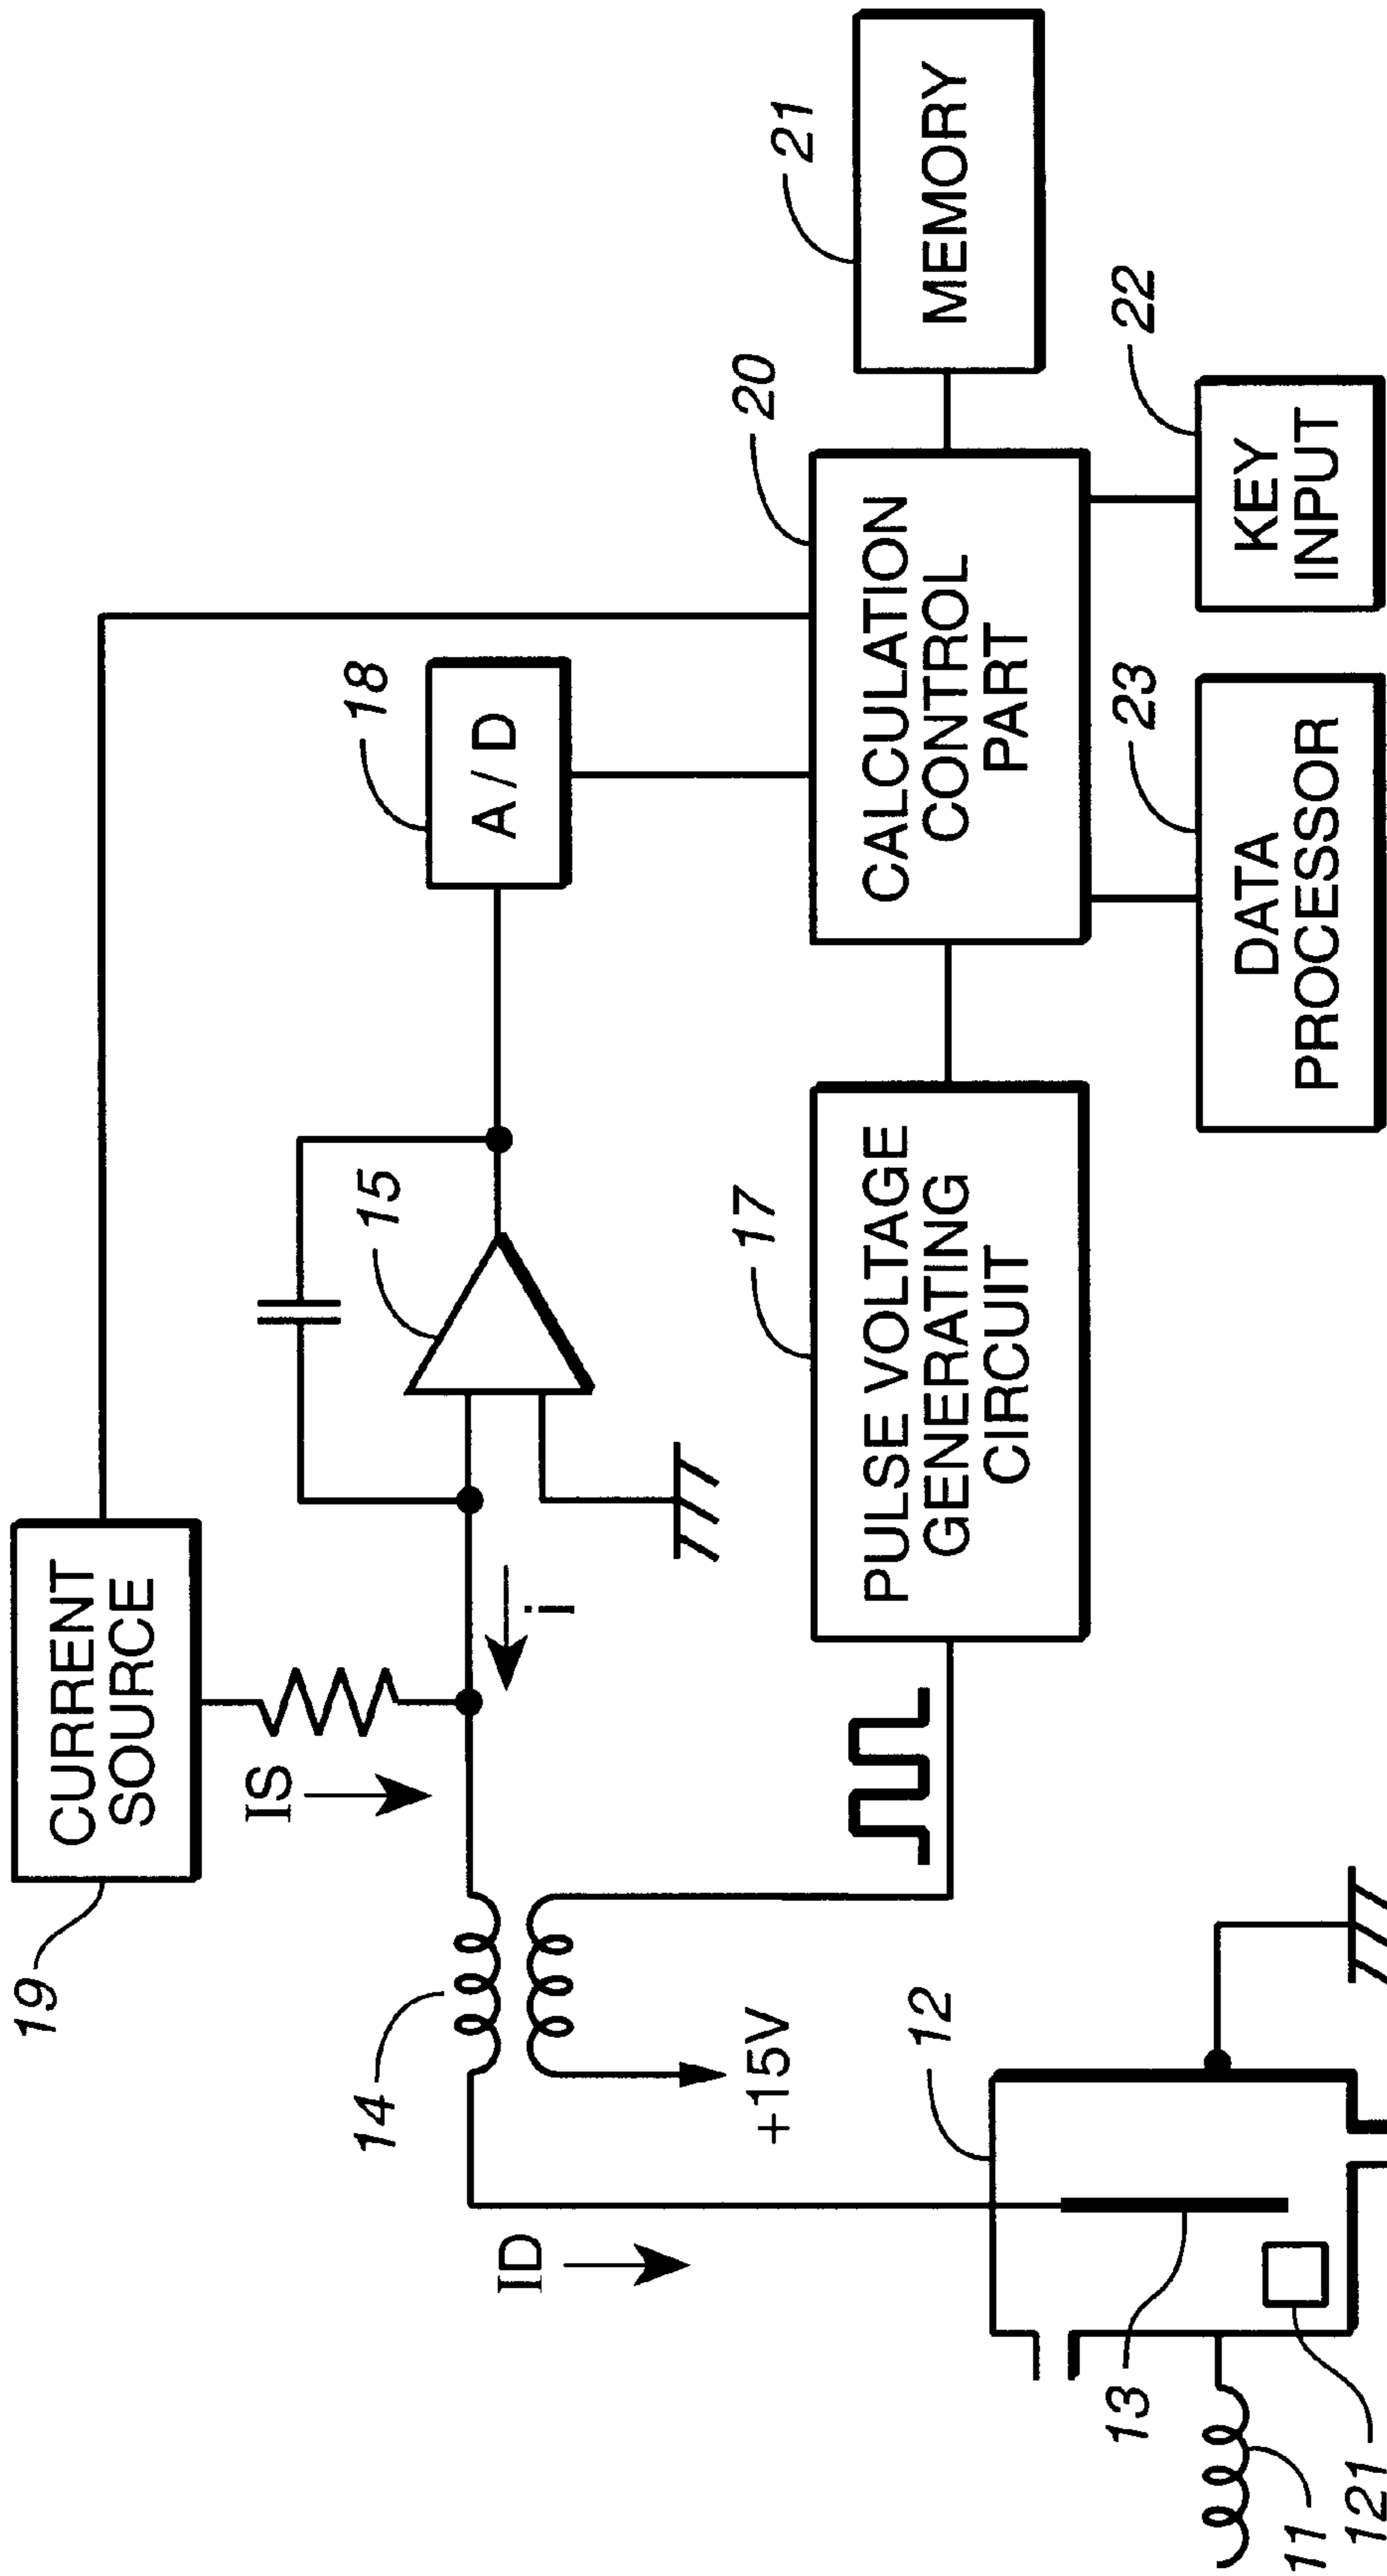 19
CURRENT
SOURCE
IS
14
+15V
i
15
18
A / D
ID
12
13
11
121
17
PULSE VOLTAGE
GENERATING
CIRCUIT
20
CALCULATION
CONTROL
PART
21
MEMORY
23
DATA
PROCESSOR
22
KEY
INPUT